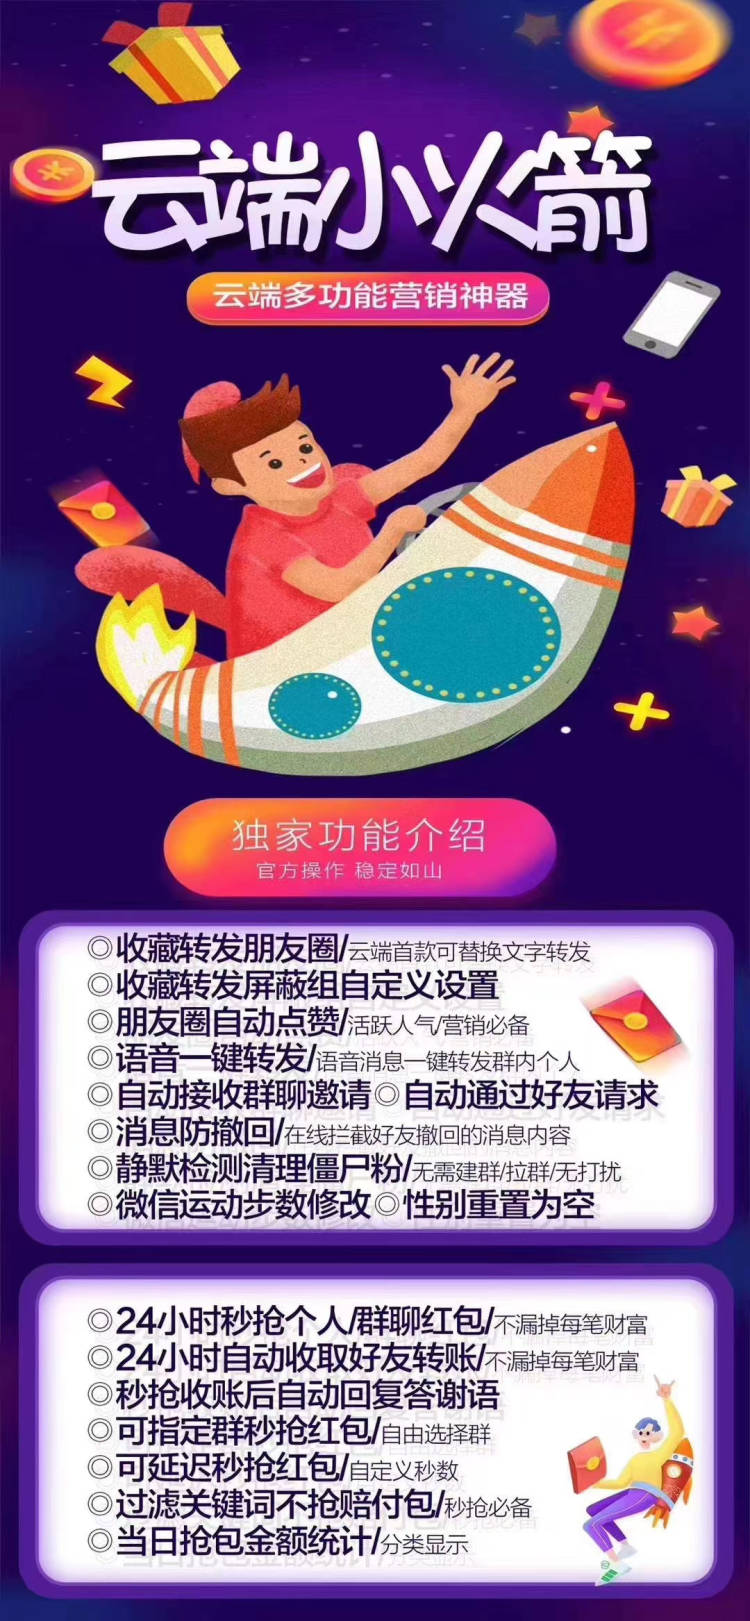 云端小火箭
云端多功能营销神器
独家功能介绍
官方操作 稳定如山
◎收藏转发朋友圈/云端首款可替换文字转发
◎收藏转发屏蔽组自定义设置
◎朋友圈自动点赞/活跃人气/营销必备
◎语音一键转发/语音消息一键转发群内个人
◎自动接收群聊邀请◎自动通过好友请求
◎消息防撤回/在线拦截好友撤回的消息内容
◎静默检测清理僵尸粉/无需建群/拉群/无打扰
◎微信运动步数修改◎性别重置为空
◎24小时秒抢个人/群聊红包/不漏掉每笔财富
◎24小时自动收取好友转账/不漏掉每笔财富
◎秒抢收账后自动回复答谢语
◎可指定群秒抢红包/自由选择群
◎可延迟秒抢红包/自定义秒数
◎过滤关键词不抢赔付包/秒抢必备
◎当日抢包金额统计/分类显示